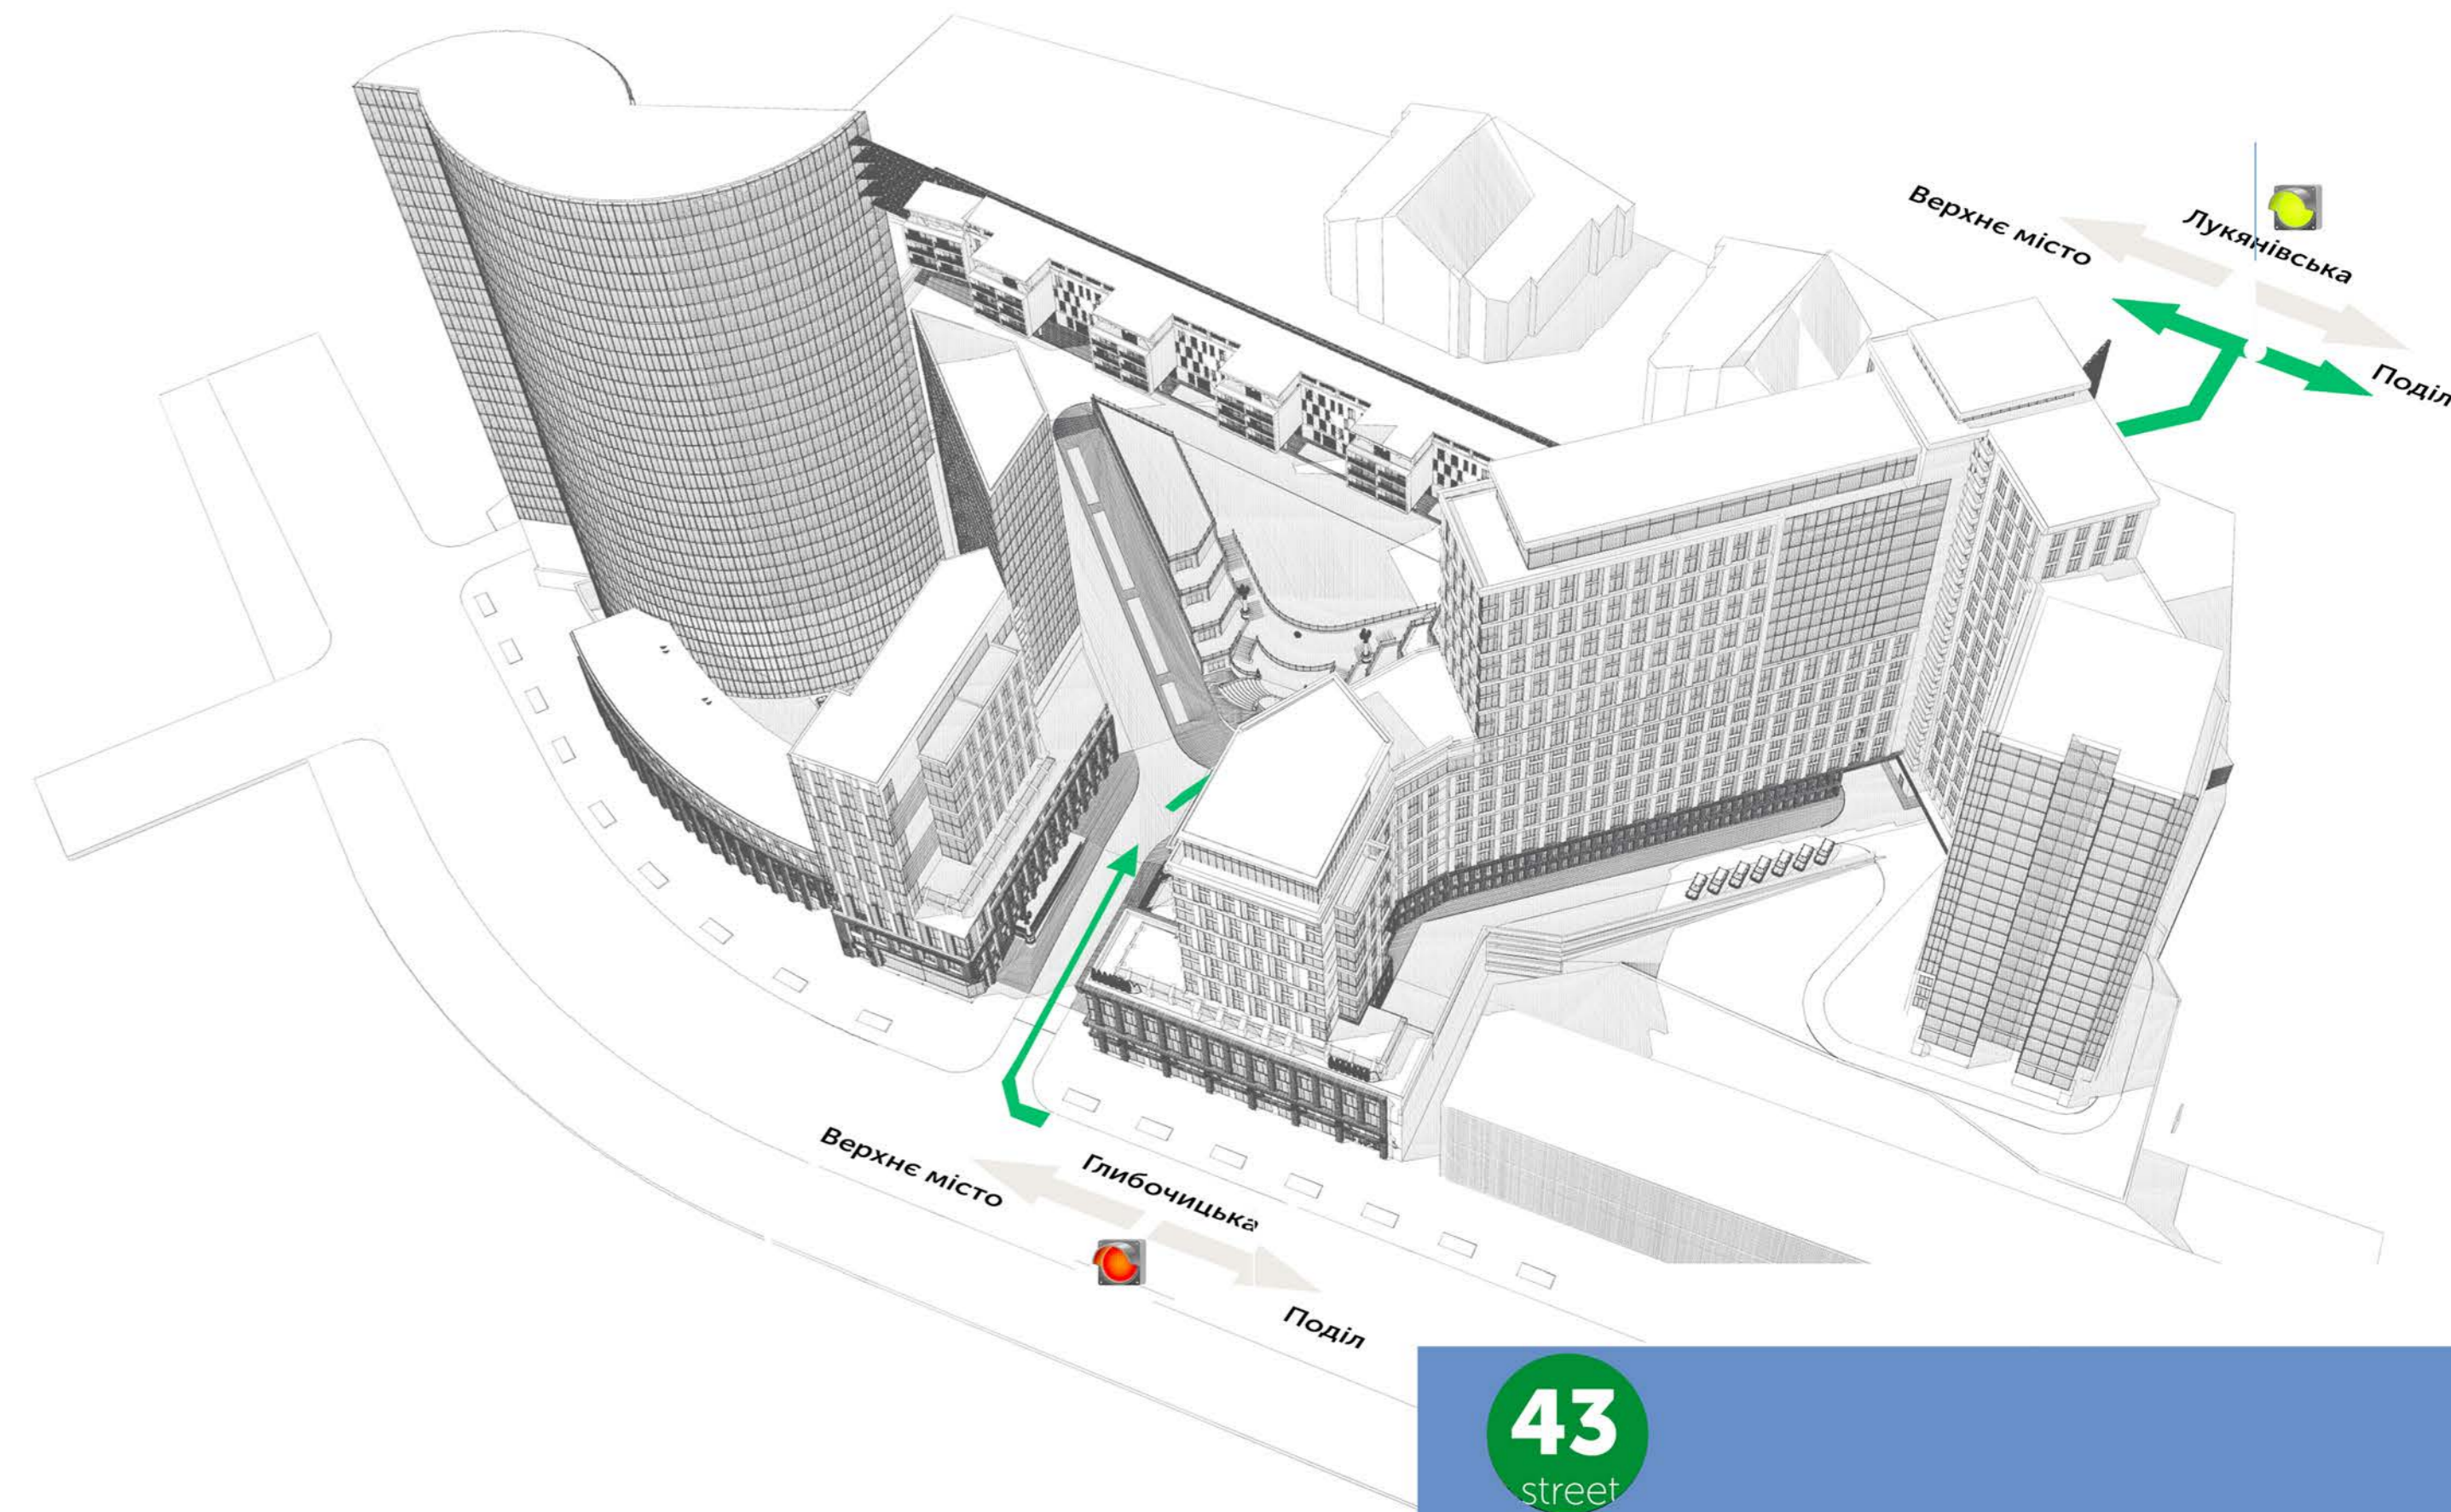 Верхнє місто
Лукянівська
Поділ
Верхнє місто
Глибочицька
Поділ
43
street